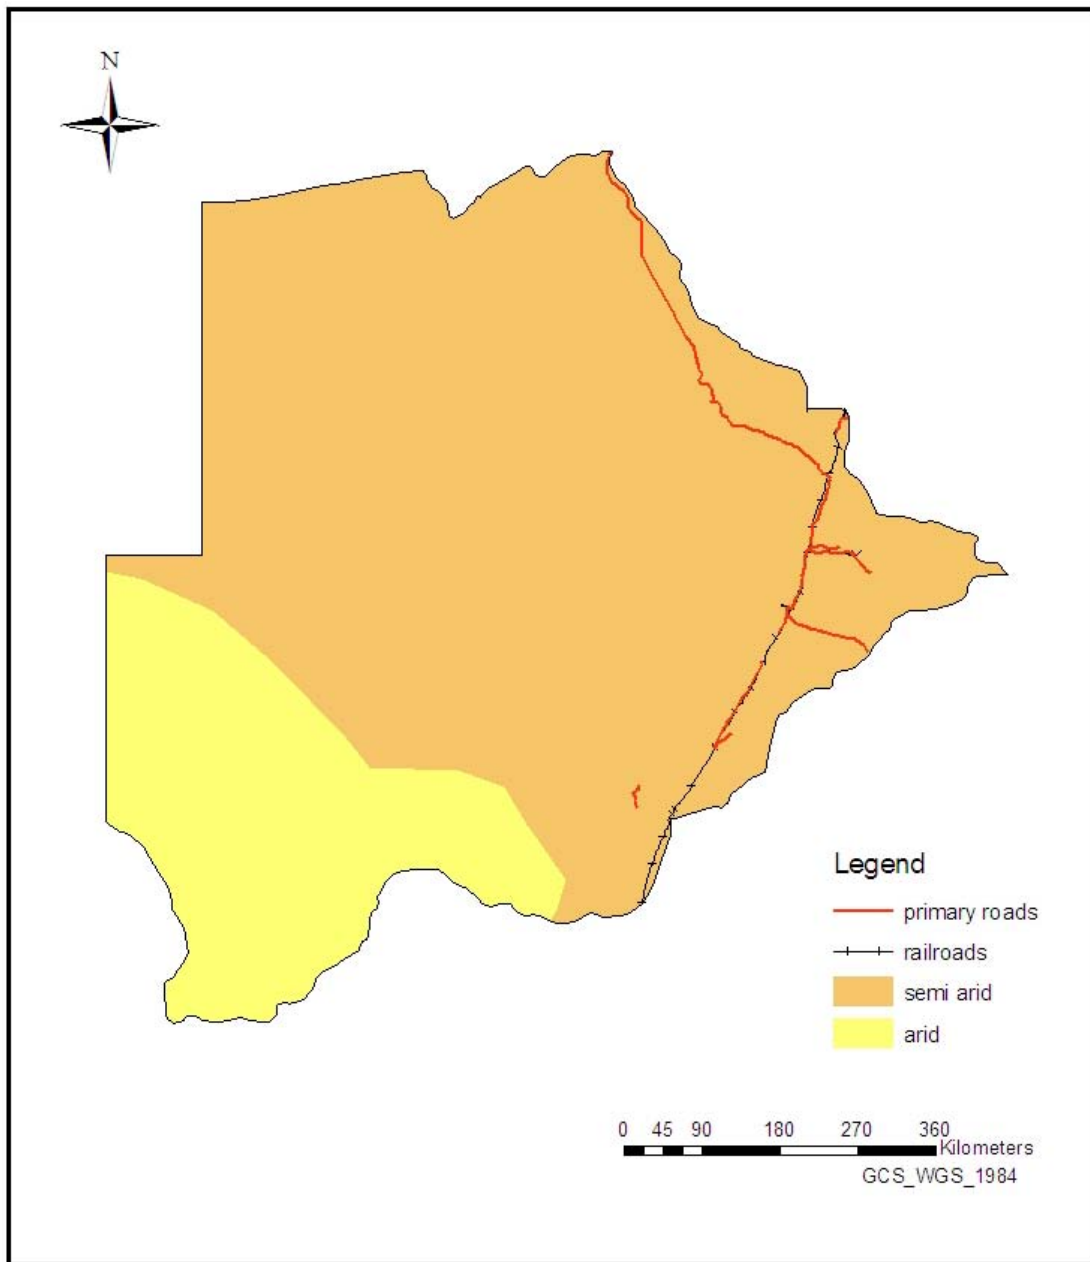 N
Legend
primary roads
railroads
semi arid
arid
0 45 90 180 270 360
Kilometers
GCS_WGS_1984